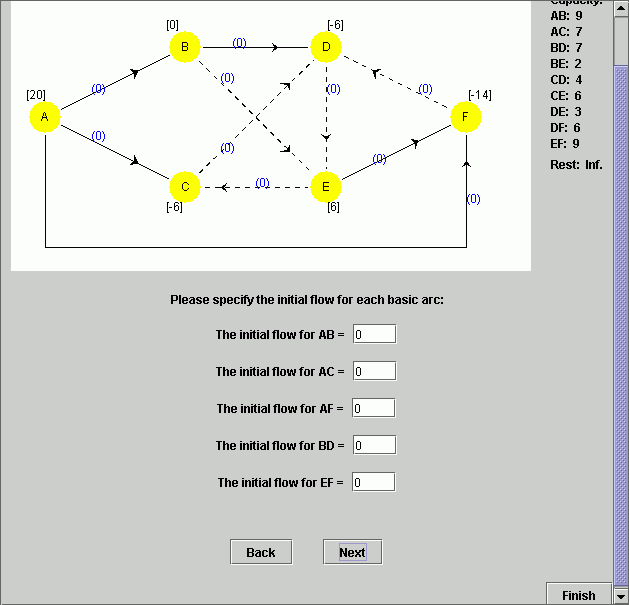 Capacity:
AB: 9
AC: 7
BD: 7
BE: 2
CD: 4
CE: 6
DE: 3
DF: 6
EF: 9
Rest: Inf.
[0]
[-6]
B
(0)
D
(0)
(0)
(0)
(0)
[20]
[-14]
A
F
(0)
(0)
(0)
C
(0)
E
(0)
[-6]
[6]
Please specify the initial flow for each basic arc:
The initial flow for AB = 0
The initial flow for AC = 0
The initial flow for AF = 0
The initial flow for BD = 0
The initial flow for EF = 0
Back
Next
Finish